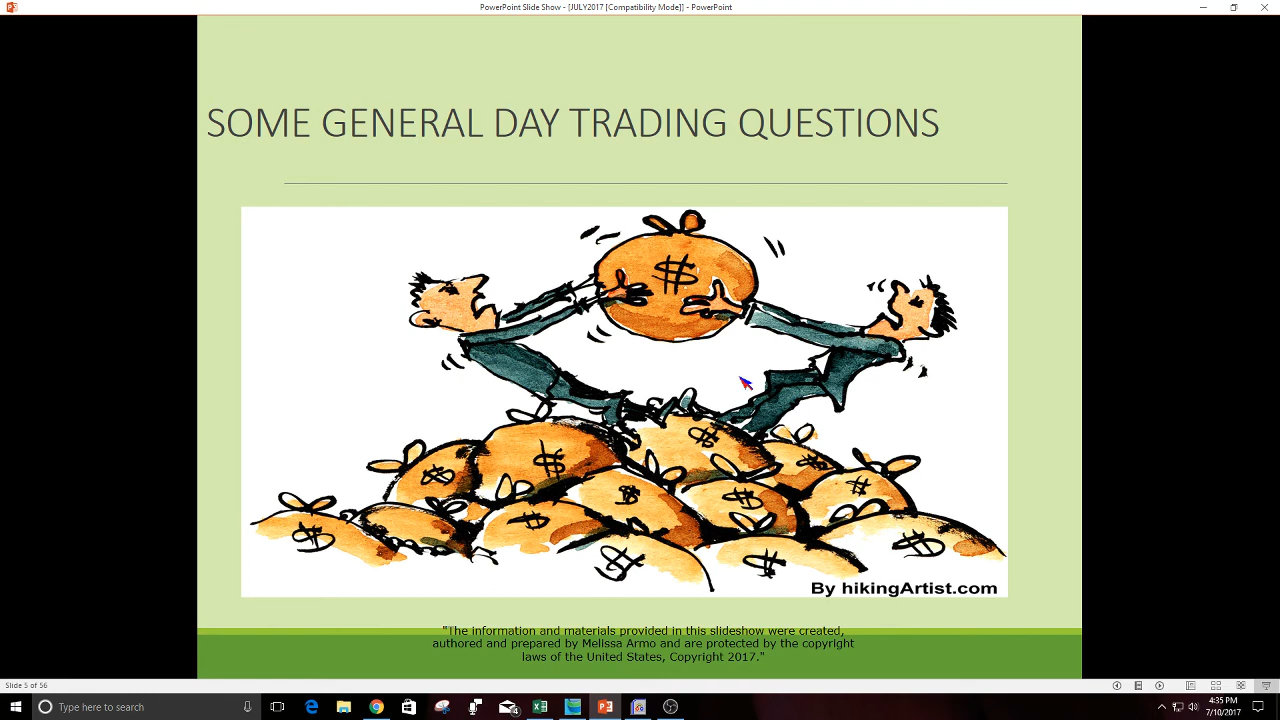 PowerPoint Slide Show - [JULY2017 [Compatibility Mode]] - PowerPoint
SOME GENERAL DAY TRADING QUESTIONS
$
$
$
$
$
$
$
$
$
$
$
$
$
$
By hikingArtist.com
"The information and materials provided in this slideshow were created,
authored and prepared by Melissa Armo and are protected by the copyright
laws of the United States, Copyright 2017."
Slide 5 of 56
Type here to search
4:35 PM
7/10/2017